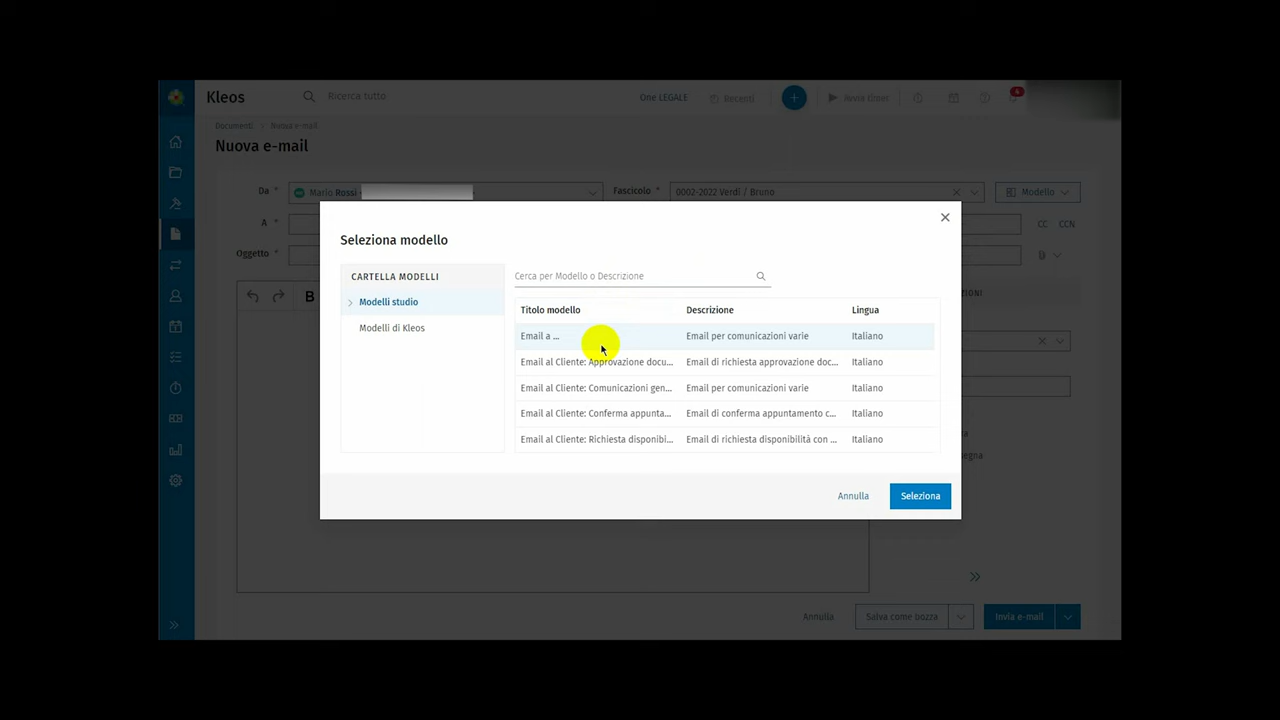 Kleos
Ricerca tutto
One LEGALE
Recenti
Avvia timer
6
Documenti > Nuova e-mail
Nuova e-mail
Da *
Mario Rossi -
Fascicolo *
0002-2022 Verdi / Bruno
Modello
A *
CC
CCN
Oggetto *
B
Seleziona modello
CARTELLA MODELLI
Modelli studio
Modelli di Kleos
Cerca per Modello o Descrizione
Titolo modello Descrizione Lingua
Email a ... Email per comunicazioni varie Italiano
Email al Cliente: Approvazione docu... Email di richiesta approvazione doc... Italiano
Email al Cliente: Comunicazioni gen... Email per comunicazioni varie Italiano
Email al Cliente: Conferma appunta... Email di conferma appuntamento c... Italiano
Email al Cliente: Richiesta disponibi... Email di richiesta disponibilità con ... Italiano
Annulla
Seleziona
Annulla
Salva come bozza
Invia e-mail